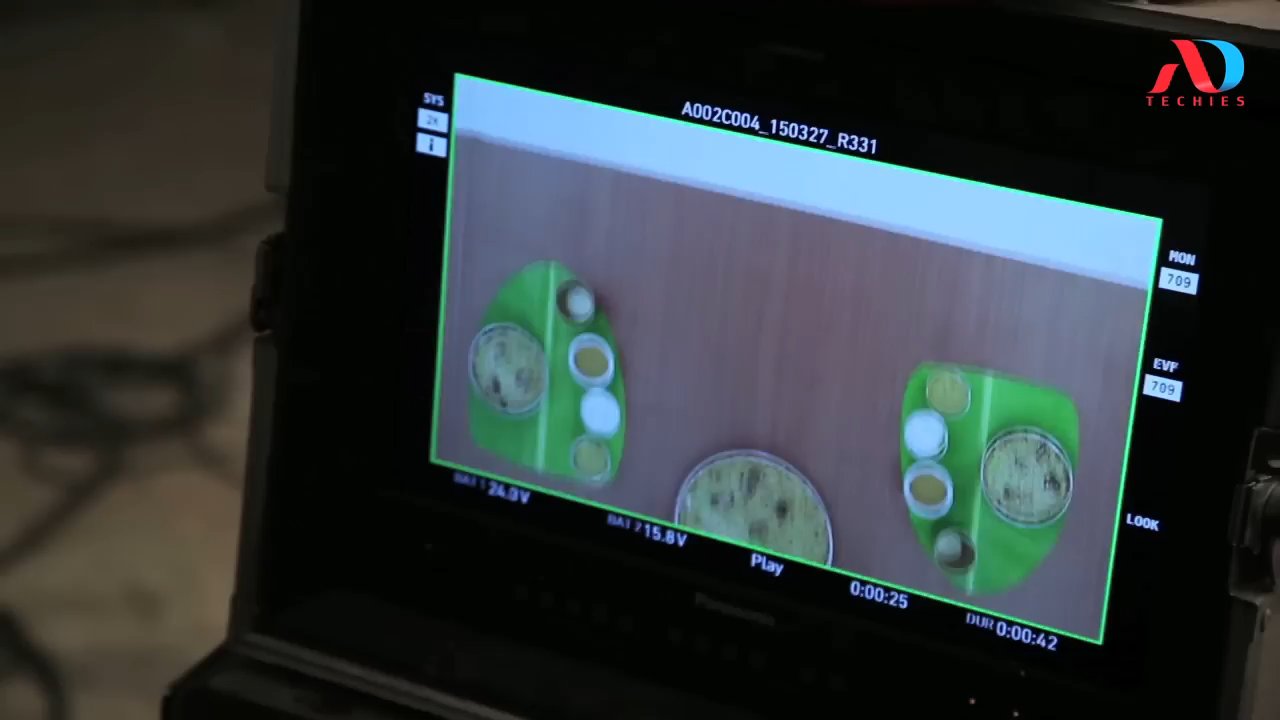 TECHIES
SYS
2K
A002C004_150327_R331
MON
709
EVF
709
LOOK
BAT 1 24.0V
BAT 2 15.8V
Play
0:00:25
DUR 0:00:42
Panasonic